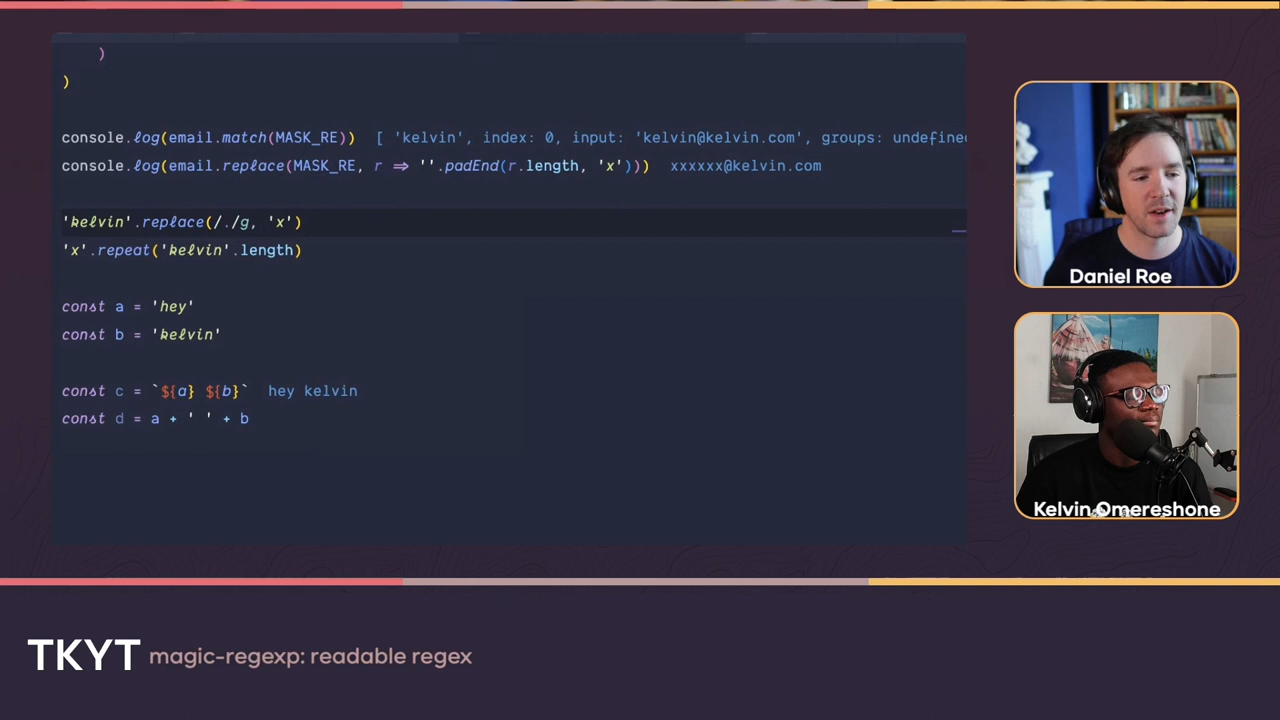 )
)
console.log(email.match(MASK_RE)) [ 'kelvin', index: 0, input: 'kelvin@kelvin.com', groups: undefined
console.log(email.replace(MASK_RE, r => ''.padEnd(r.length, 'x'))) xxxxxx@kelvin.com
'kelvin'.replace(/./g, 'x')
'x'.repeat('kelvin'.length)
const a = 'hey'
const b = 'kelvin'
const c = `${a} ${b}` hey kelvin
const d = a + ' ' + b
Daniel Roe
Kelvin Omereshone
TKYT magic-regexp: readable regex